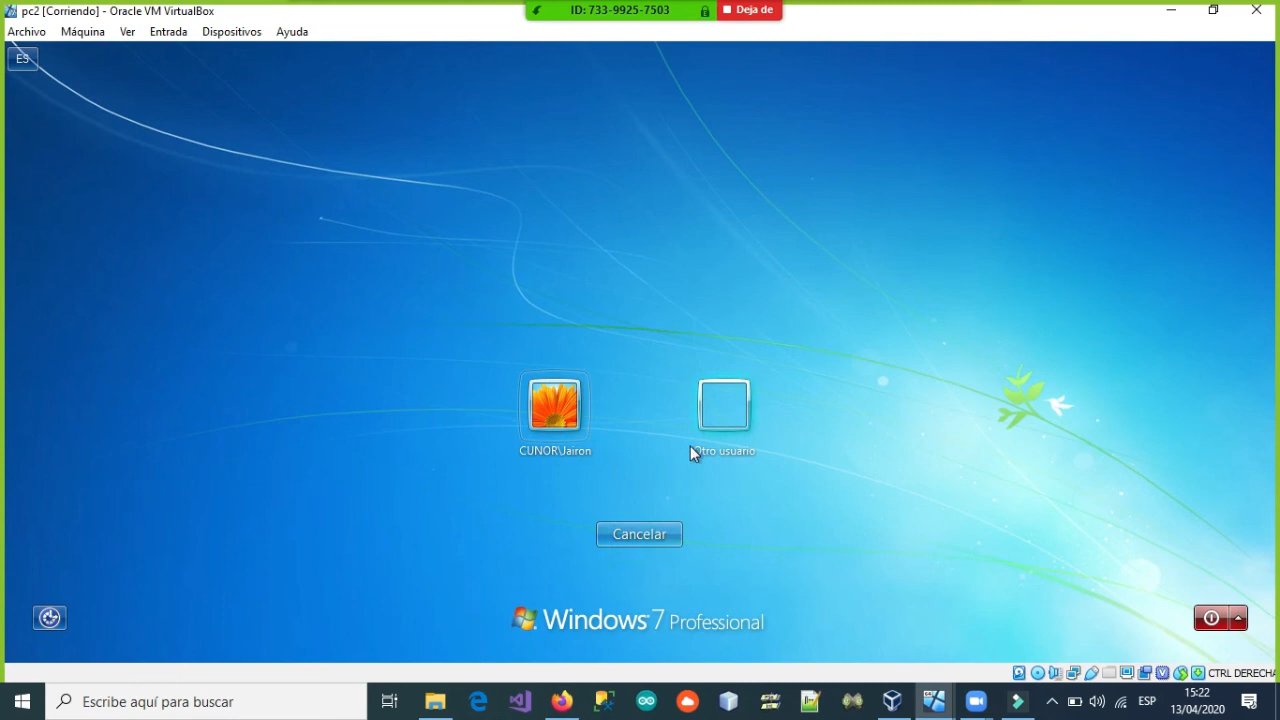 pc2 [Corriendo] - Oracle VM VirtualBox
ID: 733-9925-7503
Deja de
Archivo Máquina Ver Entrada Dispositivos Ayuda
ES
CUNOR\Jairon
Otro usuario
Cancelar
Windows 7 Professional
CTRL DERECHA
Escribe aquí para buscar
ESP
15:22
13/04/2020